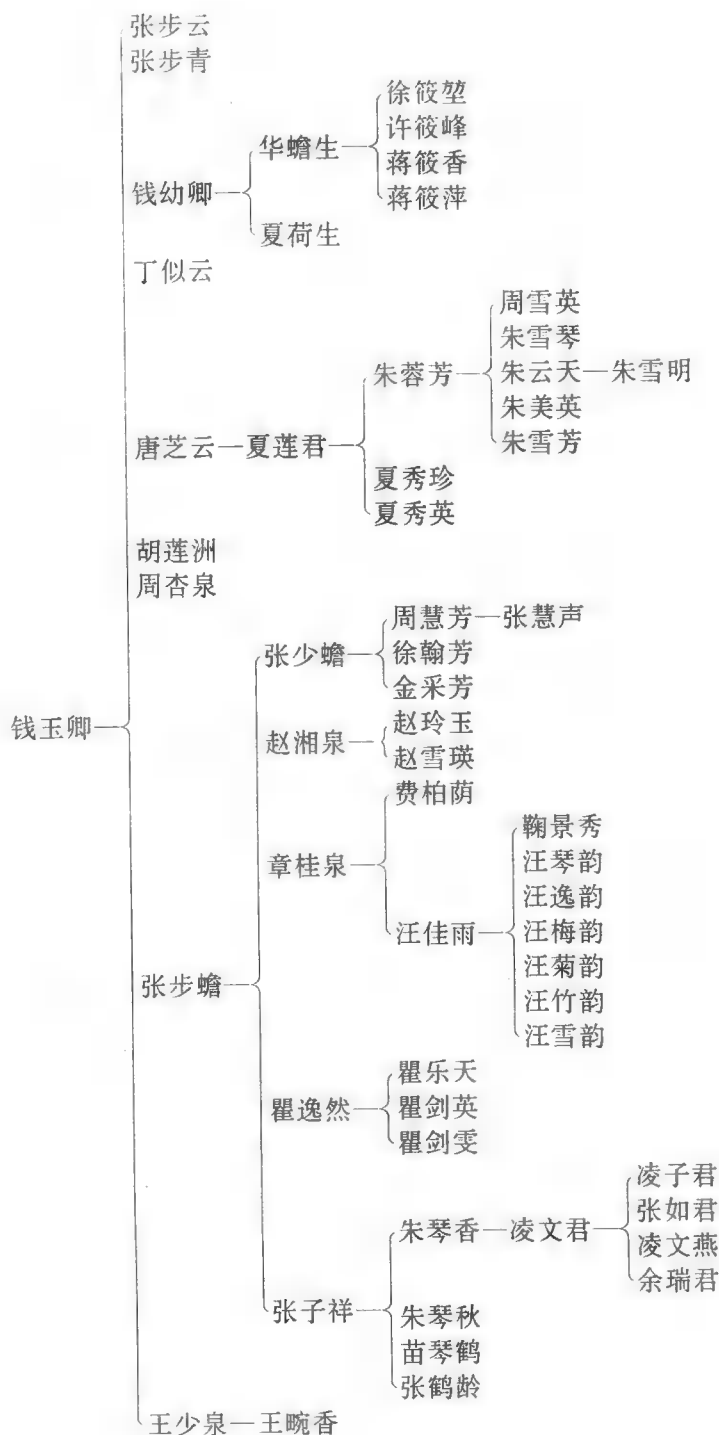 张步云
张步青
徐筱堃
许筱峰
华蟾生
蒋筱香
钱幼卿
蒋筱萍
夏荷生
丁似云
周雪英
朱雪琴
朱蓉芳
朱云天—朱雪明
朱美英
唐芝云—夏莲君
朱雪芳
夏秀珍
夏秀英
胡莲洲
周杏泉
周慧芳—张慧声
张少蟾
徐翰芳
金采芳
钱玉卿
赵湘泉
赵玲玉
赵雪瑛
费柏荫
鞠景秀
章桂泉
汪琴韵
汪逸韵
汪佳雨
汪梅韵
汪菊韵
张步蟾
汪竹韵
汪雪韵
瞿乐天
瞿逸然
瞿剑英
瞿剑雯
凌子君
张如君
朱琴香—凌文君
凌文燕
余瑞君
张子祥
朱琴秋
苗琴鹤
张鹤龄
王少泉—王畹香